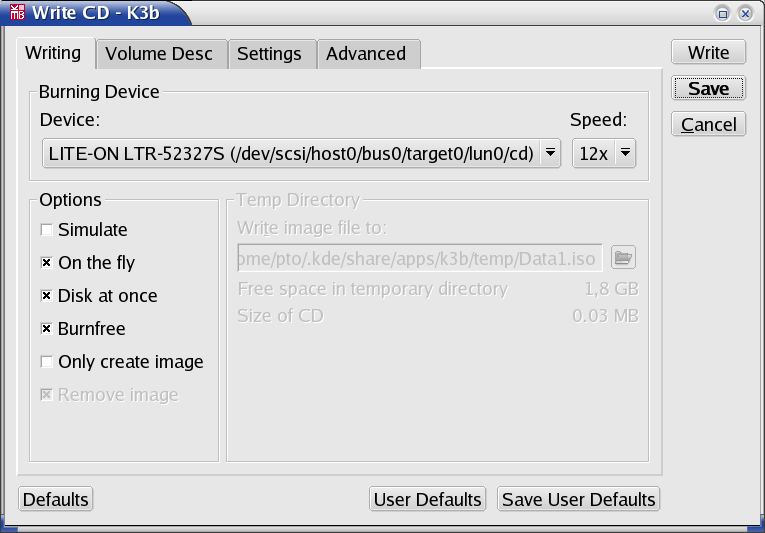 Write CD - K3b
Writing
Volume Desc
Settings
Advanced
Write
Save
Cancel
Burning Device
Device:
Speed:
LITE-ON LTR-52327S (/dev/scsi/host0/bus0/target0/lun0/cd)
12x
Options
Simulate
On the fly
Disk at once
Burnfree
Only create image
Remove image
Temp Directory
Write image file to:
ome/pto/.kde/share/apps/k3b/temp/Data1.iso
Free space in temporary directory 1,8 GB
Size of CD 0.03 MB
Defaults
User Defaults
Save User Defaults